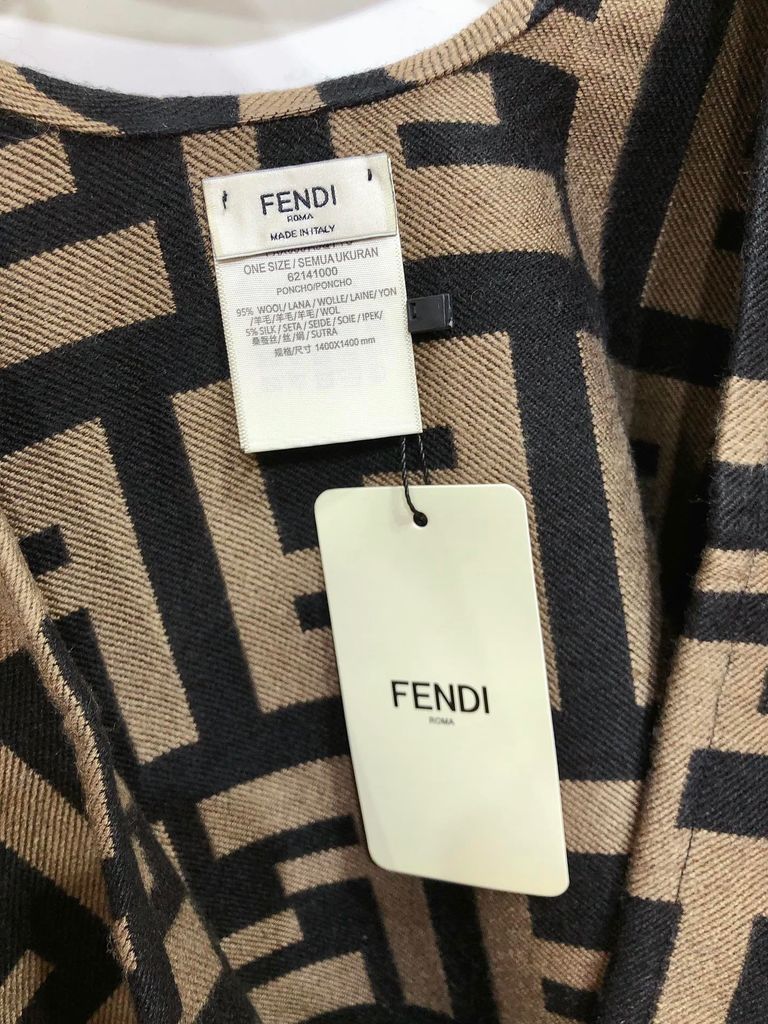 FENDI
ROMA
MADE IN ITALY
ONE SIZE / SEMUA UKURAN
62141000
PONCHO/PONCHO
95% WOOL/ LANA / WOLLE/ LAINE/ YON
/羊毛/羊毛/羊毛/ WOL
5% SILK / SETA / SEIDE / SOIE / IPEK/
桑蚕丝/ 丝/ 絹/ SUTRA
规格/尺寸 1400X1400 mm
FENDI
ROMA